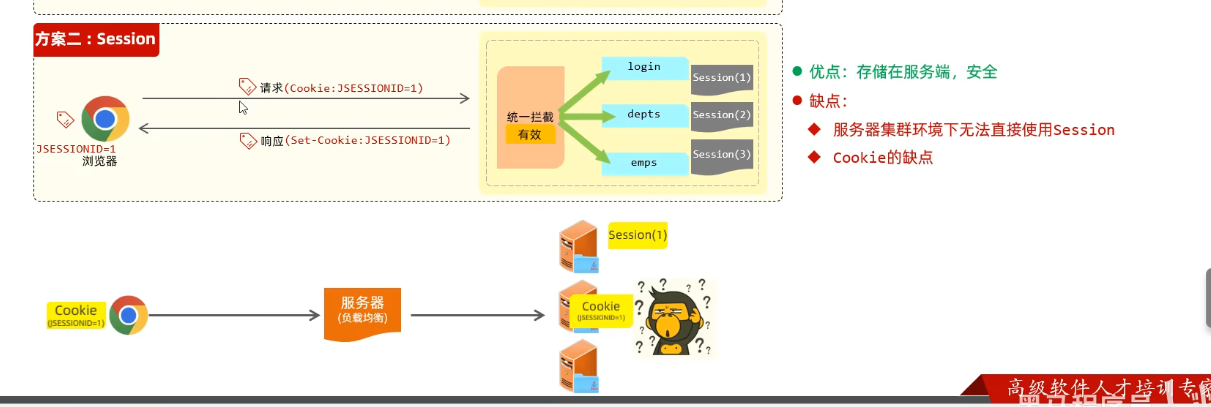 方案二：Session
请求(Cookie:JSESSIONID=1)
响应(Set-Cookie:JSESSIONID=1)
JSESSIONID=1
浏览器
统一拦截
有效
login
depts
emps
Session(1)
Session(2)
Session(3)
优点：存储在服务端，安全
缺点：
服务器集群环境下无法直接使用Session
Cookie的缺点
Cookie
(JSESSIONID=1)
服务器
(负载均衡)
Session(1)
Cookie
(JSESSIONID=1)
? ? ? ? ? ? ? ? ? ?
高级软件人才培训专家